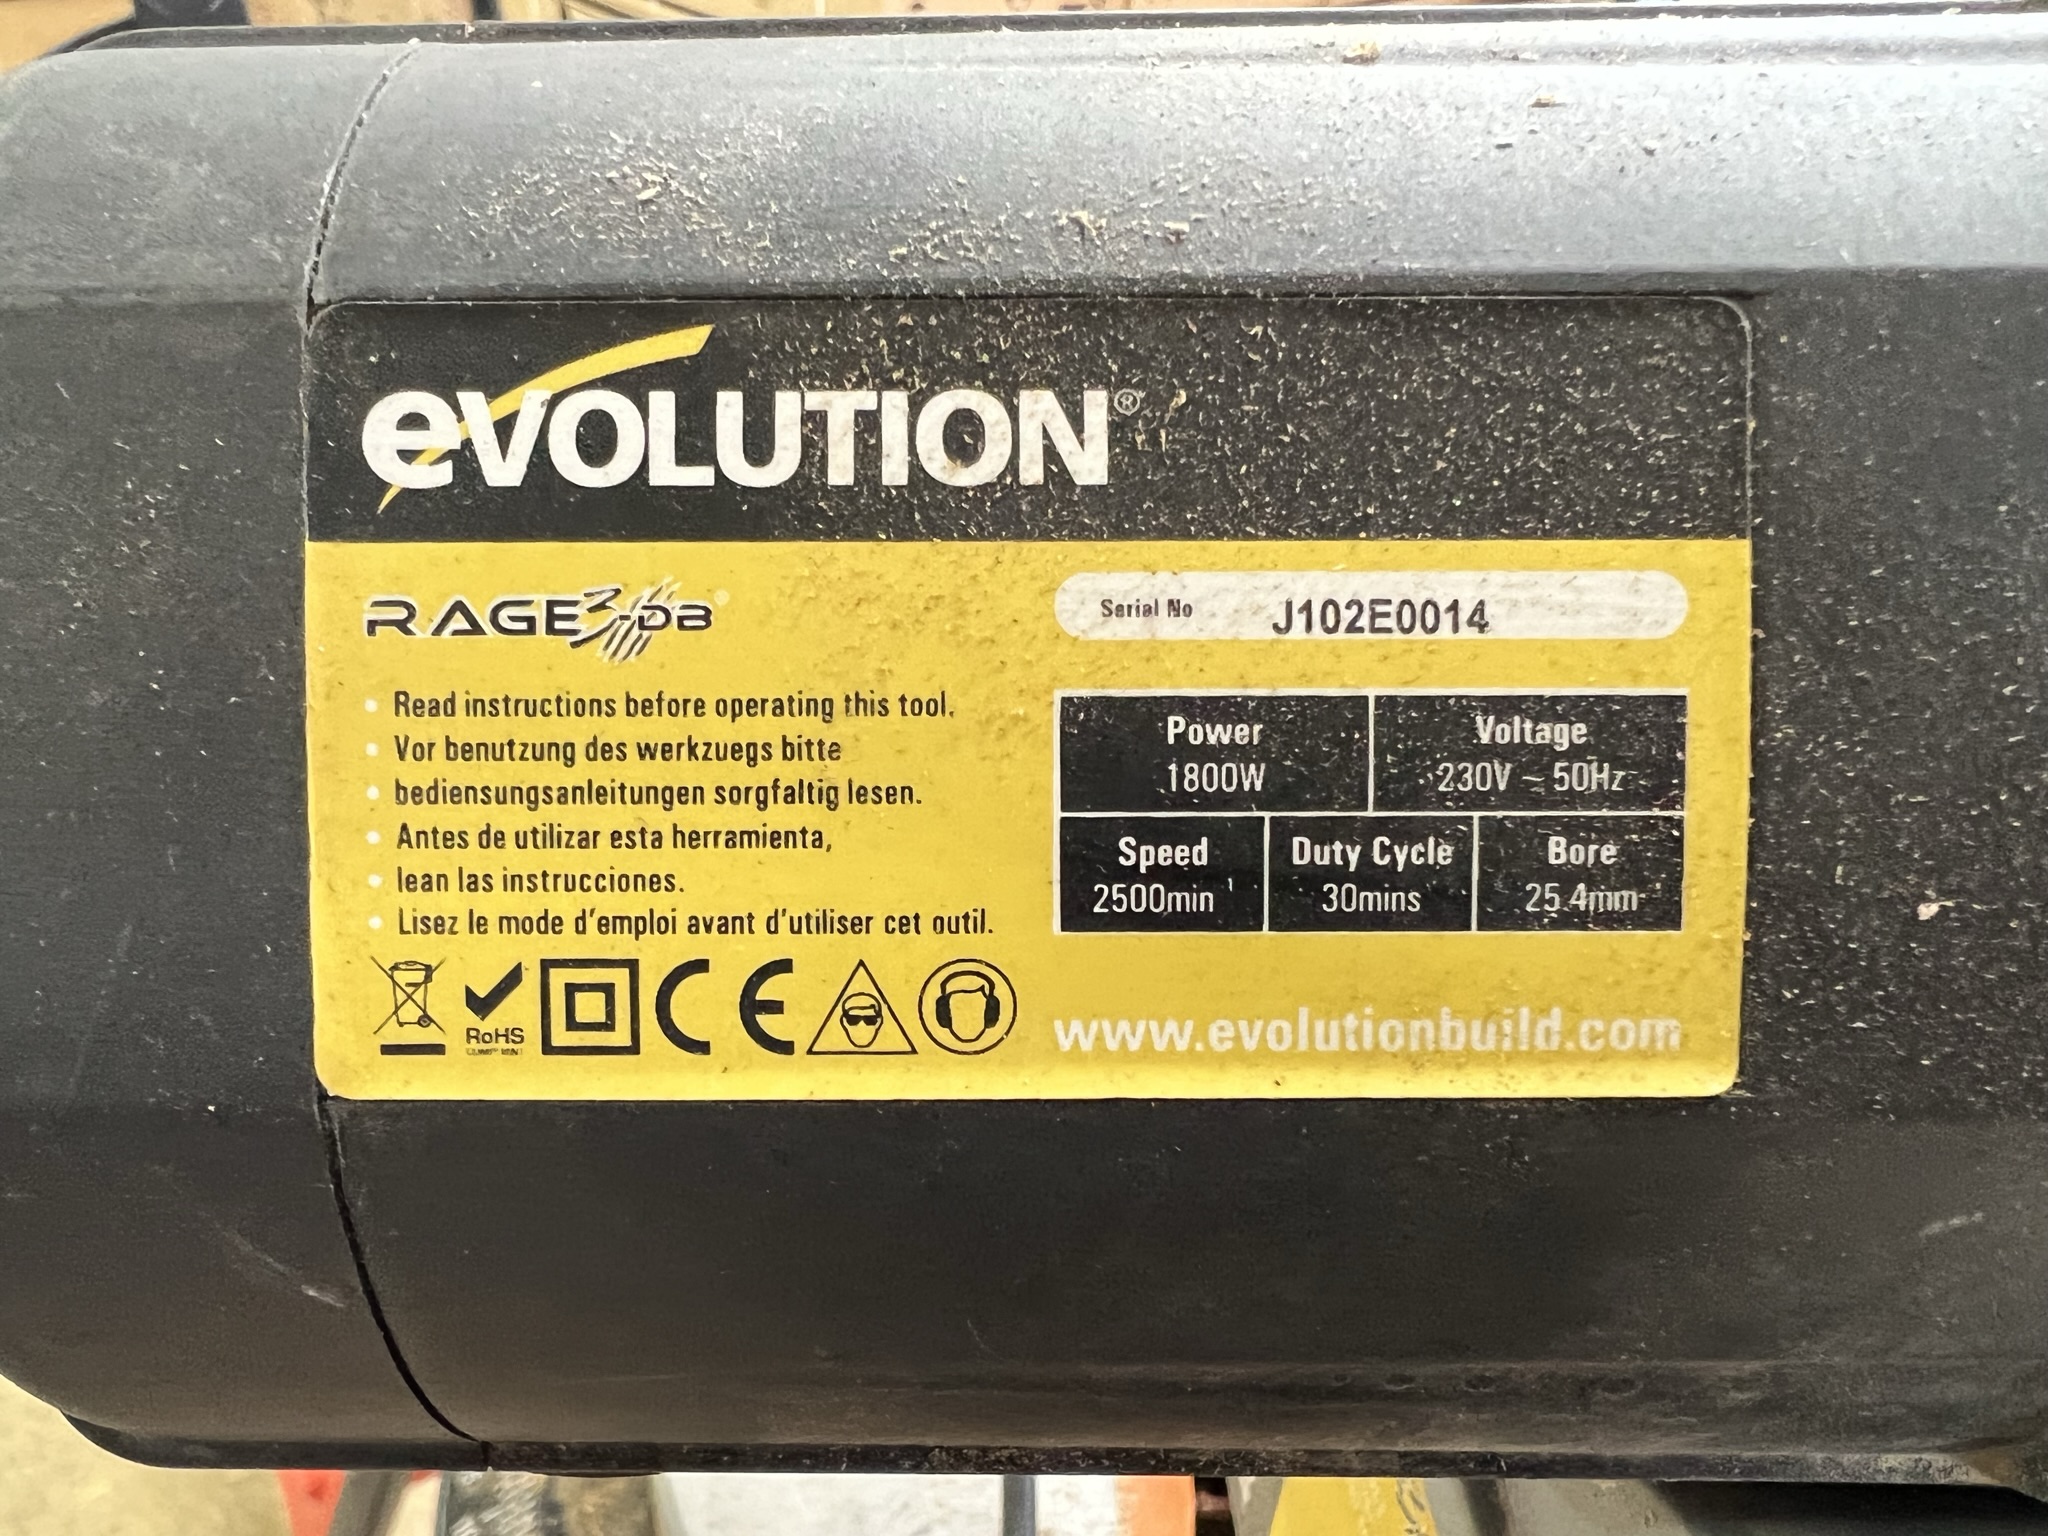 evolution®
RAGE3-DB®
Serial No J102E0014
Read instructions before operating this tool.
Vor benutzung des werkzuegs bitte
bediensungsanleitungen sorgfaltig lesen.
Antes de utilizar esta herramienta,
lean las instrucciones.
Lisez le mode d'emploi avant d'utiliser cet outil.
Power
1800W
Voltage
230V ~ 50Hz
Speed
2500min
Duty Cycle
30mins
Bore
25.4mm
RoHS
CE
www.evolutionbuild.com